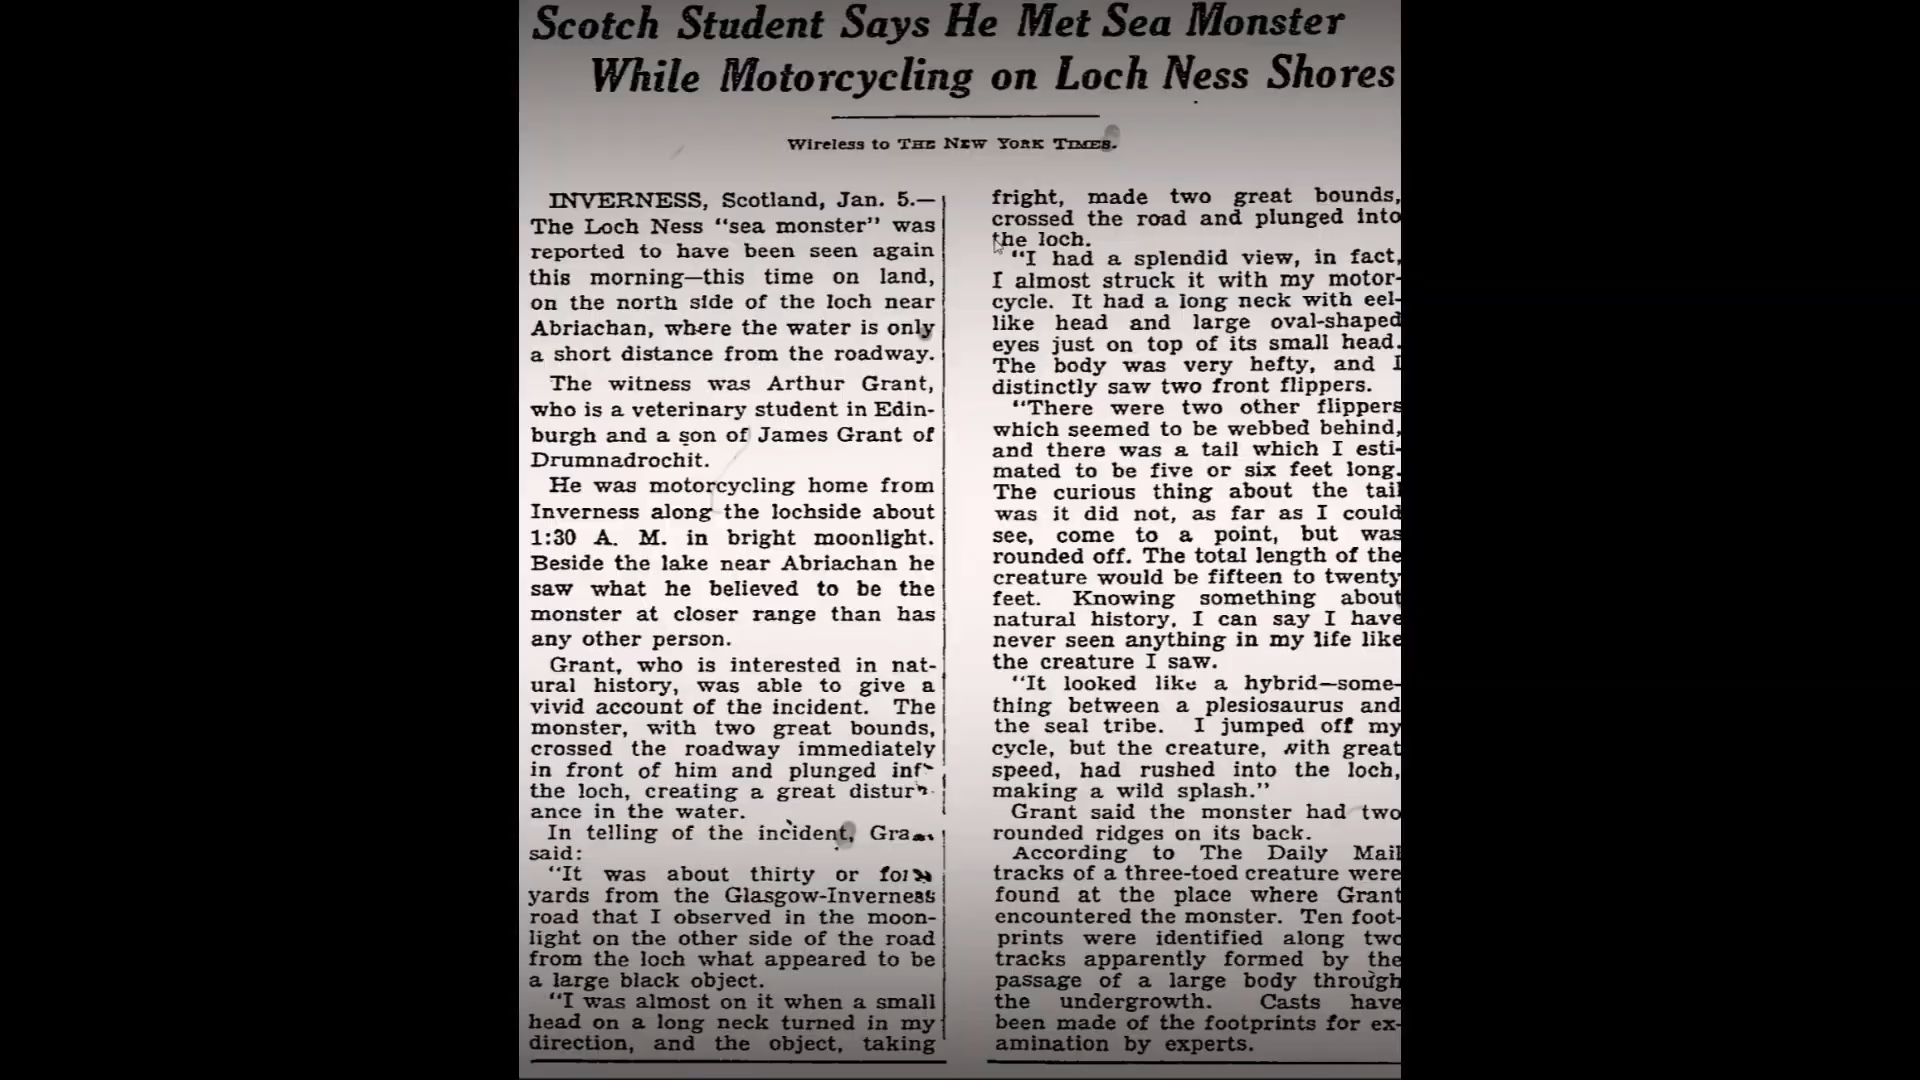 Scotch Student Says He Met Sea Monster
While Motorcycling on Loch Ness Shores
Wireless to THE NEW YORK TIMES.
INVERNESS, Scotland, Jan. 5.—
The Loch Ness "sea monster" was
reported to have been seen again
this morning—this time on land,
on the north side of the loch near
Abriachan, where the water is only
a short distance from the roadway.
The witness was Arthur Grant,
who is a veterinary student in Edin-
burgh and a son of James Grant of
Drumnadrochit.
He was motorcycling home from
Inverness along the lochside about
1:30 A. M. in bright moonlight.
Beside the lake near Abriachan he
saw what he believed to be the
monster at closer range than has
any other person.
Grant, who is interested in nat-
ural history, was able to give a
vivid account of the incident. The
monster, with two great bounds,
crossed the roadway immediately
in front of him and plunged
the loch, creating a great
ance in the water.
In telling of the incident,
said:
"It was about thirty or
yards from the Glasgow-Inverness
road that I observed in the moon-
light on the other side of the road
from the loch what appeared to be
a large black object.
"I was almost on it when a small
head on a long neck turned in my
direction, and the object, taking
fright, made two great bounds,
crossed the road and plunged into
the loch.
"I had a splendid view, in fact,
I almost struck it with my motor-
cycle. It had a long neck with eel-
like head and large oval-shaped
eyes just on top of its small head.
The body was very hefty, and I
distinctly saw two front flippers.
"There were two other flippers
which seemed to be webbed behind,
and there was a tail which I esti-
mated to be five or six feet long.
The curious thing about the tail
was it did not, as far as I could
see, come to a point, but was
rounded off. The total length of the
creature would be fifteen to twenty
feet. Knowing something about
natural history, I can say I have
never seen anything in my life like
the creature I saw.
"It looked like a hybrid—some-
thing between a plesiosaurus and
the seal tribe. I jumped off my
cycle, but the creature, with great
speed, had rushed into the loch,
making a wild splash."
Grant said the monster had two
rounded ridges on its back.
According to The Daily Mail
tracks of a three-toed creature were
found at the place where Grant
encountered the monster. Ten foot-
prints were identified along two
tracks apparently formed by the
passage of a large body through
the undergrowth. Casts have
been made of the footprints for ex-
amination by experts.